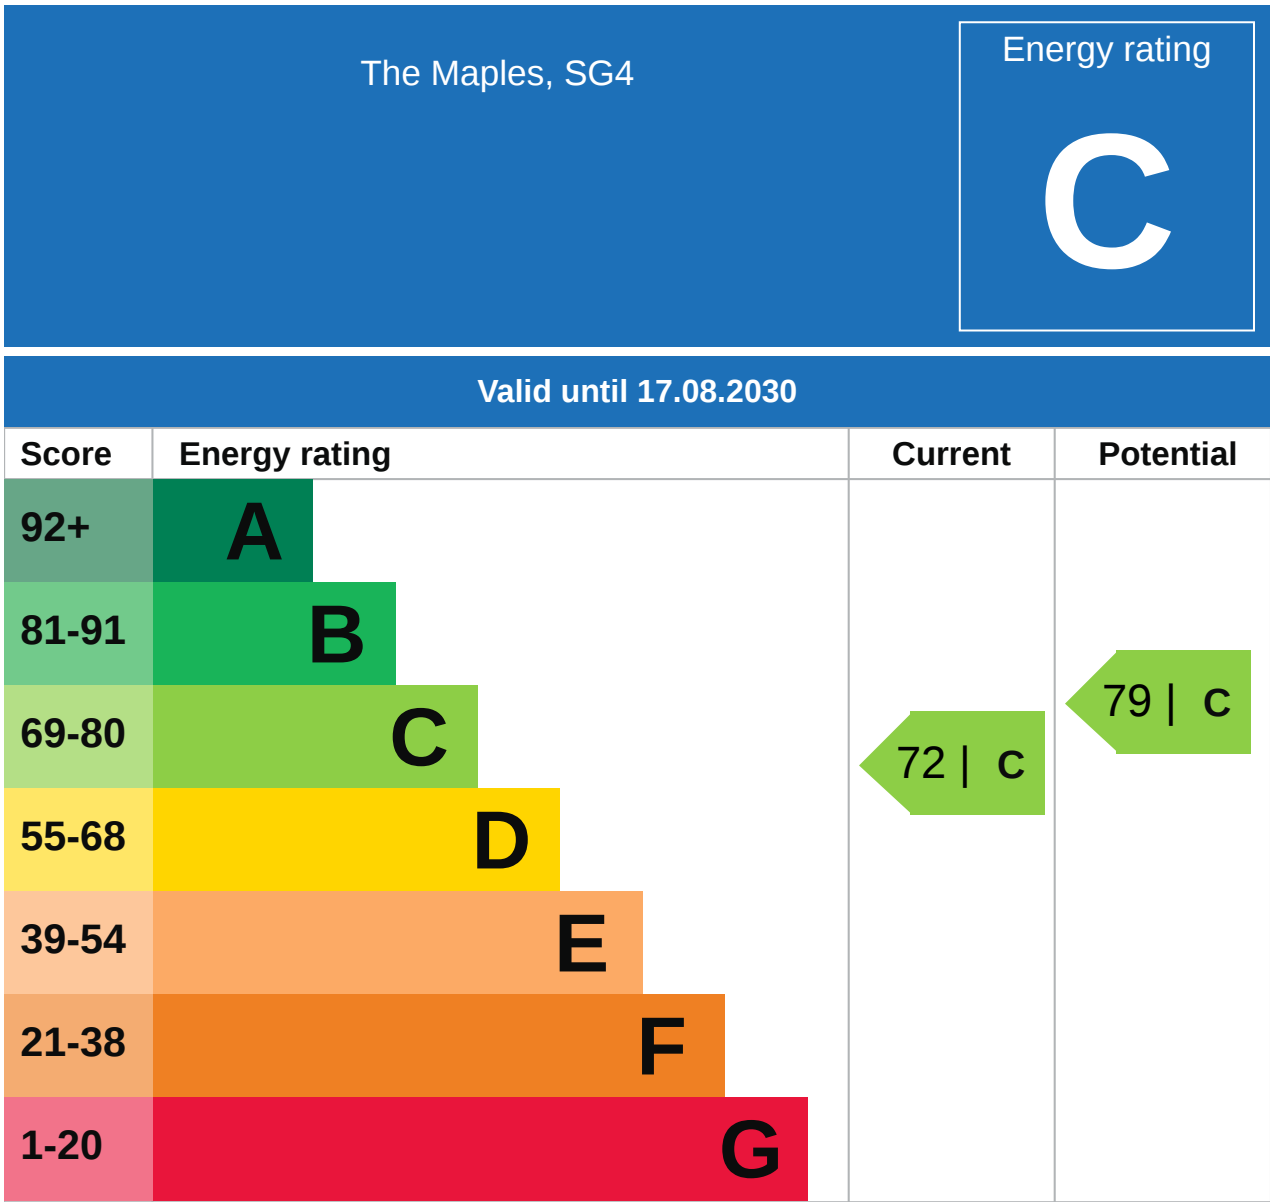 The Maples, SG4
Energy rating
C
Valid until 17.08.2030
Score Energy rating Current Potential
92+ A
81-91 B
69-80 C
72 | C
79 | C
55-68 D
39-54 E
21-38 F
1-20 G